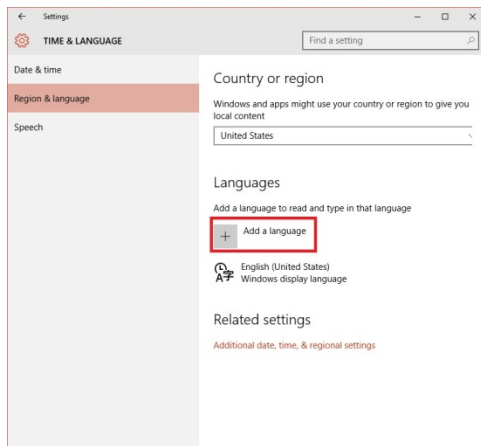 Settings
TIME & LANGUAGE
Find a setting
Date & time
Region & language
Speech
Country or region
Windows and apps might use your country or region to give you
local content
United States
Languages
Add a language to read and type in that language
Add a language
A字
English (United States)
Windows display language
Related settings
Additional date, time, & regional settings